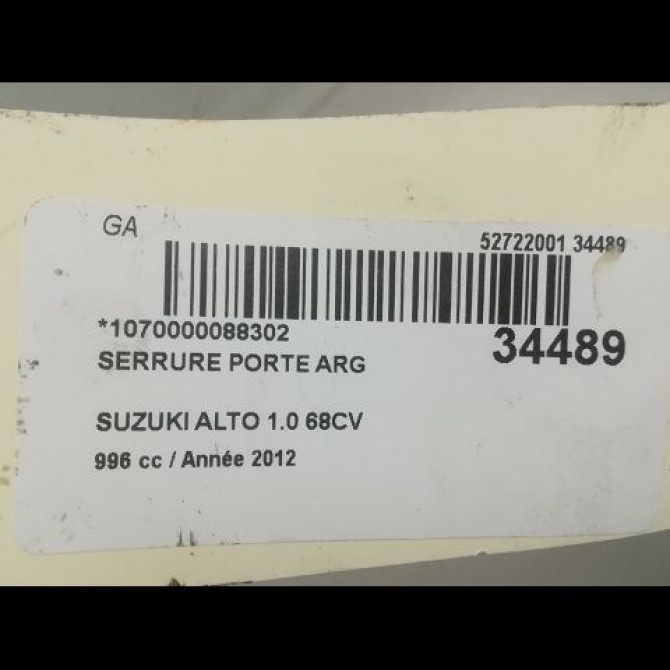 GA
52722001 34489
*1070000088302
34489
SERRURE PORTE ARG
SUZUKI ALTO 1.0 68CV
996 cc / Année 2012